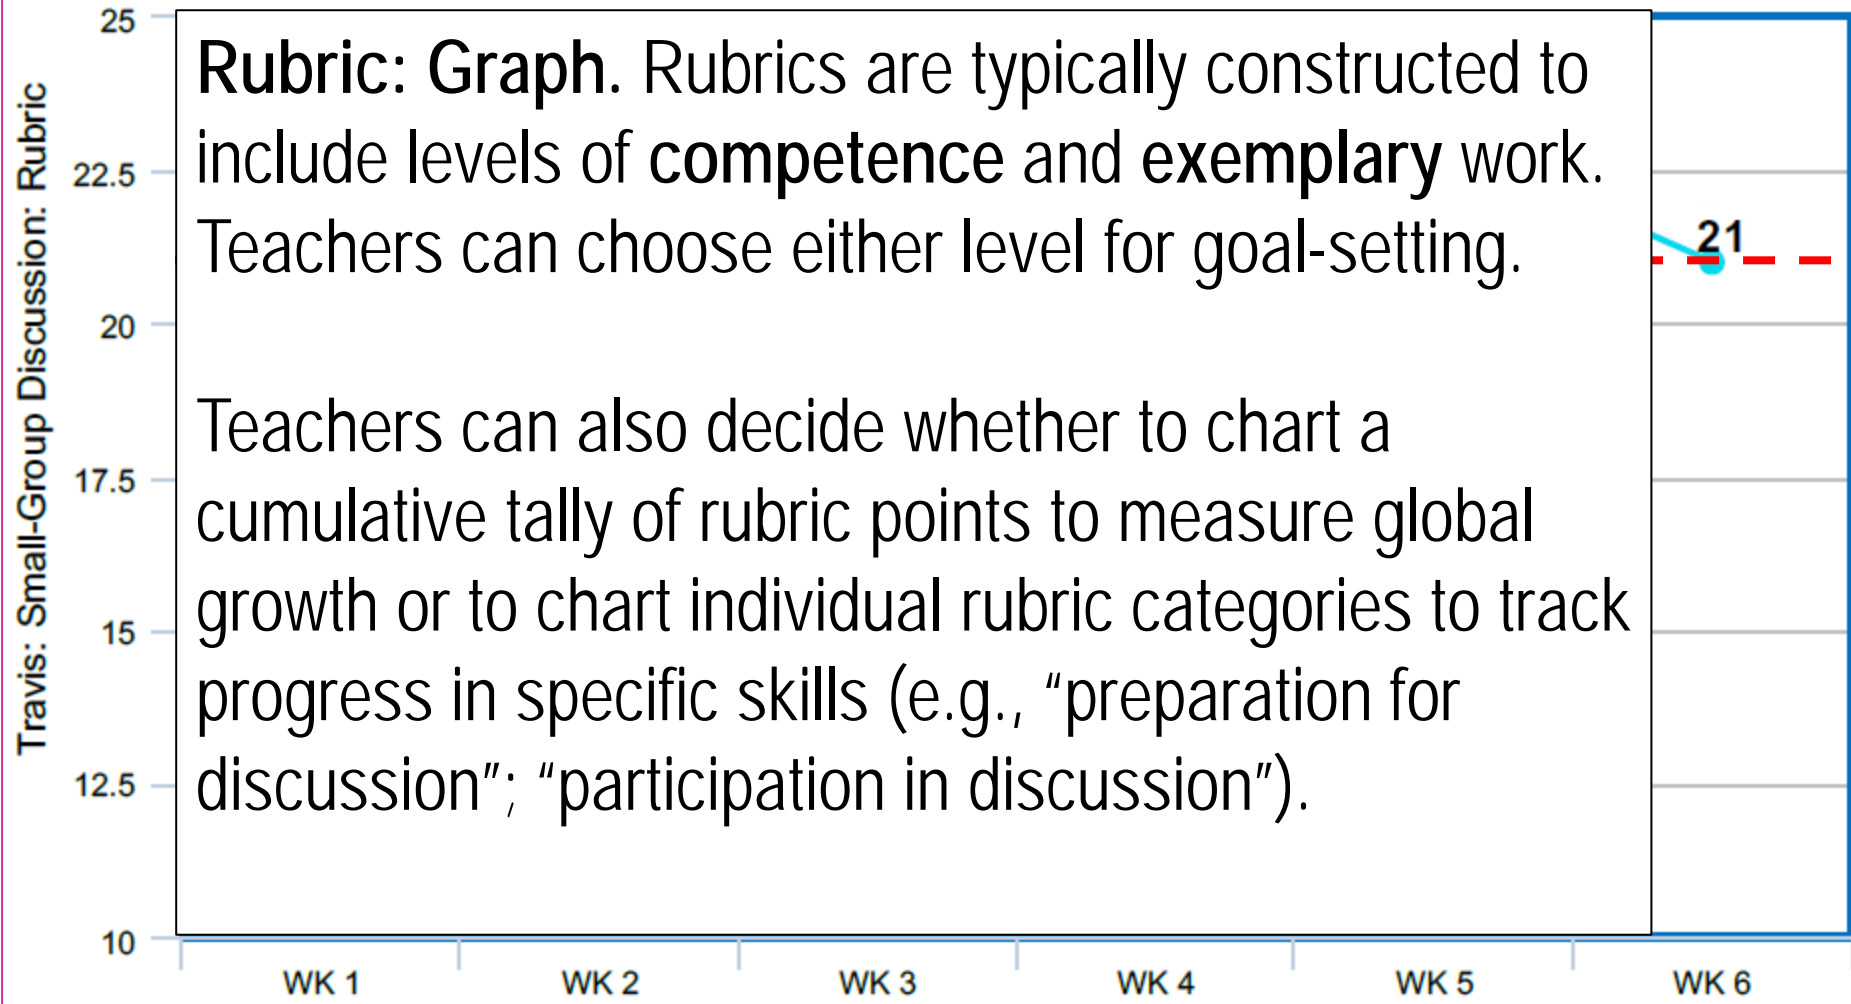 Travis: Small-Group Discussion: Rubric
25
22.5
20
17.5
15
12.5
10
Rubric: Graph. Rubrics are typically constructed to
include levels of competence and exemplary work.
Teachers can choose either level for goal-setting.
Teachers can also decide whether to chart a
cumulative tally of rubric points to measure global
growth or to chart individual rubric categories to track
progress in specific skills (e.g., “preparation for
discussion”; “participation in discussion”).
21
WK 1 WK 2 WK 3 WK 4 WK 5 WK 6